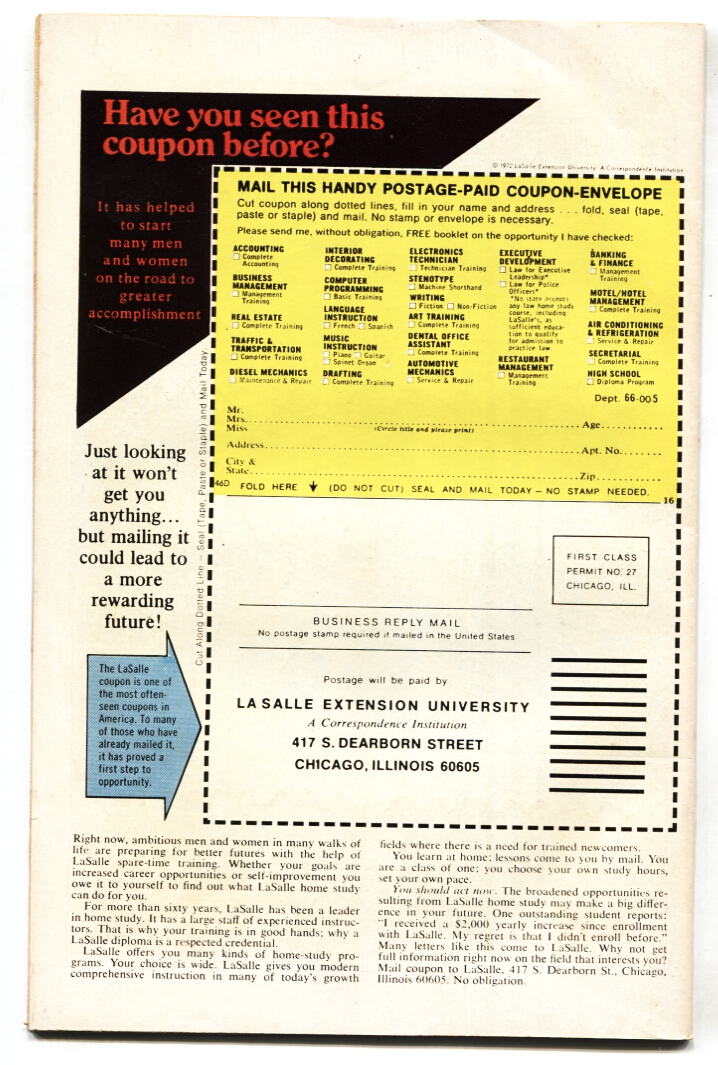 Have you seen this
coupon before?
© 1972 LaSalle Extension University. A Correspondence Institution
It has helped
to start
many men
and women
on the road to
greater
accomplishment
MAIL THIS HANDY POSTAGE-PAID COUPON-ENVELOPE
Cut coupon along dotted lines, fill in your name and address . . . fold, seal (tape,
paste or staple) and mail. No stamp or envelope is necessary.
Please send me, without obligation, FREE booklet on the opportunity I have checked:
ACCOUNTING
☐ Complete
Accounting
BUSINESS
MANAGEMENT
☐ Management
Training
REAL ESTATE
☐ Complete Training
TRAFFIC &
TRANSPORTATION
☐ Complete Training
DIESEL MECHANICS
☐ Maintenance & Repair
INTERIOR
DECORATING
☐ Complete Training
COMPUTER
PROGRAMMING
☐ Basic Training
LANGUAGE
INSTRUCTION
☐ French ☐ Spanish
MUSIC
INSTRUCTION
☐ Piano ☐ Guitar
☐ Spinet Organ
DRAFTING
☐ Complete Training
ELECTRONICS
TECHNICIAN
☐ Technician Training
STENOTYPE
☐ Machine Shorthand
WRITING
☐ Fiction ☐ Non-Fiction
ART TRAINING
☐ Complete Training
DENTAL OFFICE
ASSISTANT
☐ Complete Training
AUTOMOTIVE
MECHANICS
☐ Service & Repair
EXECUTIVE
DEVELOPMENT
☐ Law for Executive
Leadership*
☐ Law for Police
Officers*
*No state accepts
any law home study
course, including
LaSalle's, as
sufficient educa-
tion to qualify
for admission to
practice law.
RESTAURANT
MANAGEMENT
☐ Management
Training
BANKING
& FINANCE
☐ Management
Training
MOTEL/HOTEL
MANAGEMENT
☐ Complete Training
AIR CONDITIONING
& REFRIGERATION
☐ Service & Repair
SECRETARIAL
☐ Complete Training
HIGH SCHOOL
☐ Diploma Program
Dept. 66-005
Mr.
Mrs.
Miss (Circle title and please print) Age
Address Apt. No.
City &
State Zip
46D FOLD HERE ↓ (DO NOT CUT) SEAL AND MAIL TODAY – NO STAMP NEEDED.
16
Cut Along Dotted Line – Seal (Tape, Paste or Staple) and Mail Today.
Just looking
at it won't
get you
anything...
but mailing it
could lead to
a more
rewarding
future!
FIRST CLASS
PERMIT NO. 27
CHICAGO, ILL.
BUSINESS REPLY MAIL
No postage stamp required if mailed in the United States
Postage will be paid by
LA SALLE EXTENSION UNIVERSITY
A Correspondence Institution
417 S. DEARBORN STREET
CHICAGO, ILLINOIS 60605
The LaSalle
coupon is one of
the most often-
seen coupons in
America. To many
of those who have
already mailed it,
it has proved a
first step to
opportunity.
Right now, ambitious men and women in many walks of
life are preparing for better futures with the help of
LaSalle spare-time training. Whether your goals are
increased career opportunities or self-improvement you
owe it to yourself to find out what LaSalle home study
can do for you.
For more than sixty years, LaSalle has been a leader
in home study. It has a large staff of experienced instruc-
tors. That is why your training is in good hands; why a
LaSalle diploma is a respected credential.
LaSalle offers you many kinds of home-study pro-
grams. Your choice is wide. LaSalle gives you modern
comprehensive instruction in many of today's growth
fields where there is a need for trained newcomers.
You learn at home; lessons come to you by mail. You
are a class of one; you choose your own study hours,
set your own pace.
You should act now. The broadened opportunities re-
sulting from LaSalle home study may make a big differ-
ence in your future. One outstanding student reports:
"I received a $2,000 yearly increase since enrollment
with LaSalle. My regret is that I didn't enroll before."
Many letters like this come to LaSalle. Why not get
full information right now on the field that interests you?
Mail coupon to LaSalle, 417 S. Dearborn St., Chicago,
Illinois 60605. No obligation.